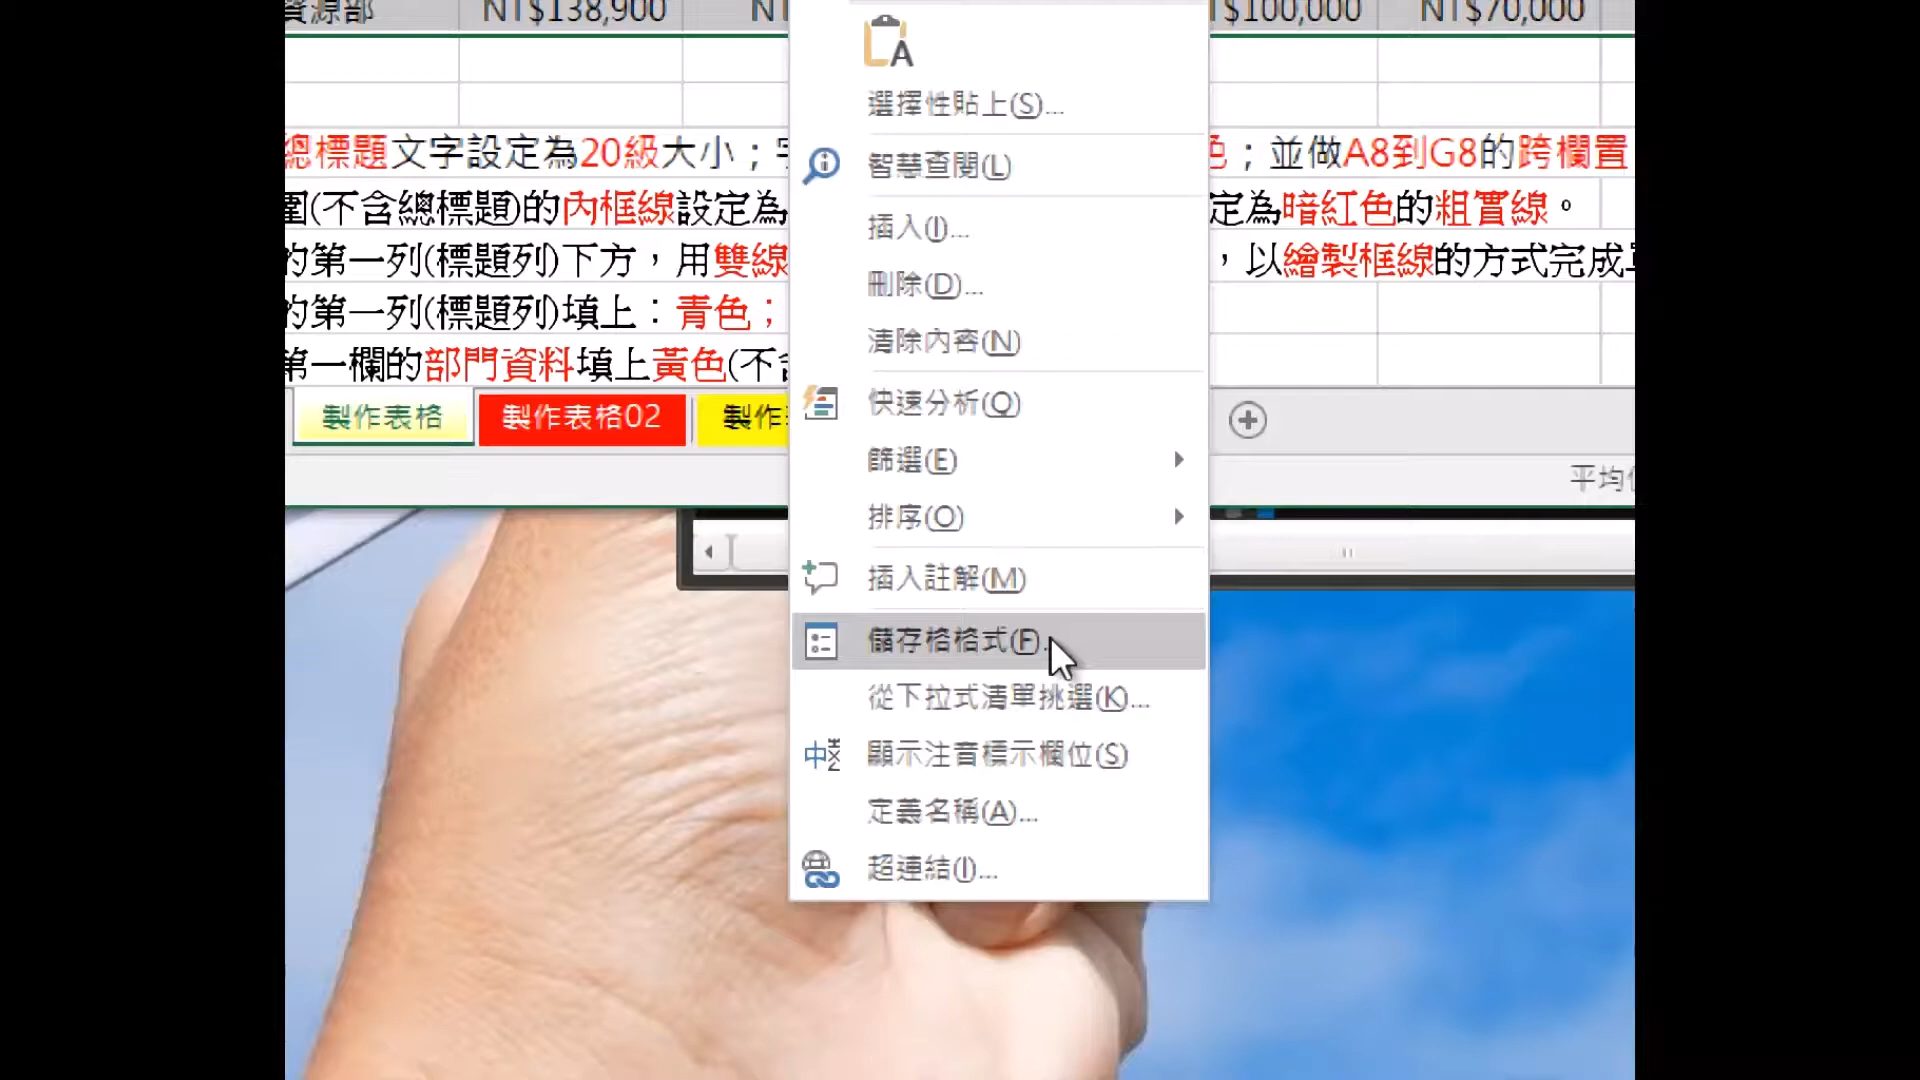 資源部 NT$138,900 NT $100,000 NT$70,000
A
選擇性貼上(S)...
總標題文字設定為20級大小； ；並做A8到G8的跨欄置
智慧查閱(L)
圍(不含總標題)的內框線設定為 定為暗紅色的粗實線。
插入(I)...
的第一列(標題列)下方，用雙線 ，以繪製框線的方式完成
刪除(D)...
的第一列(標題列)填上：青色；
清除內容(N)
第一欄的部門資料填上黃色(不
製作表格 製作表格02 製作
快速分析(Q)
篩選(E)
平均
排序(O)
插入註解(M)
儲存格格式(F)
從下拉式清單挑選(K)...
中
顯示注音標示欄位(S)
定義名稱(A)...
超連結(I)...